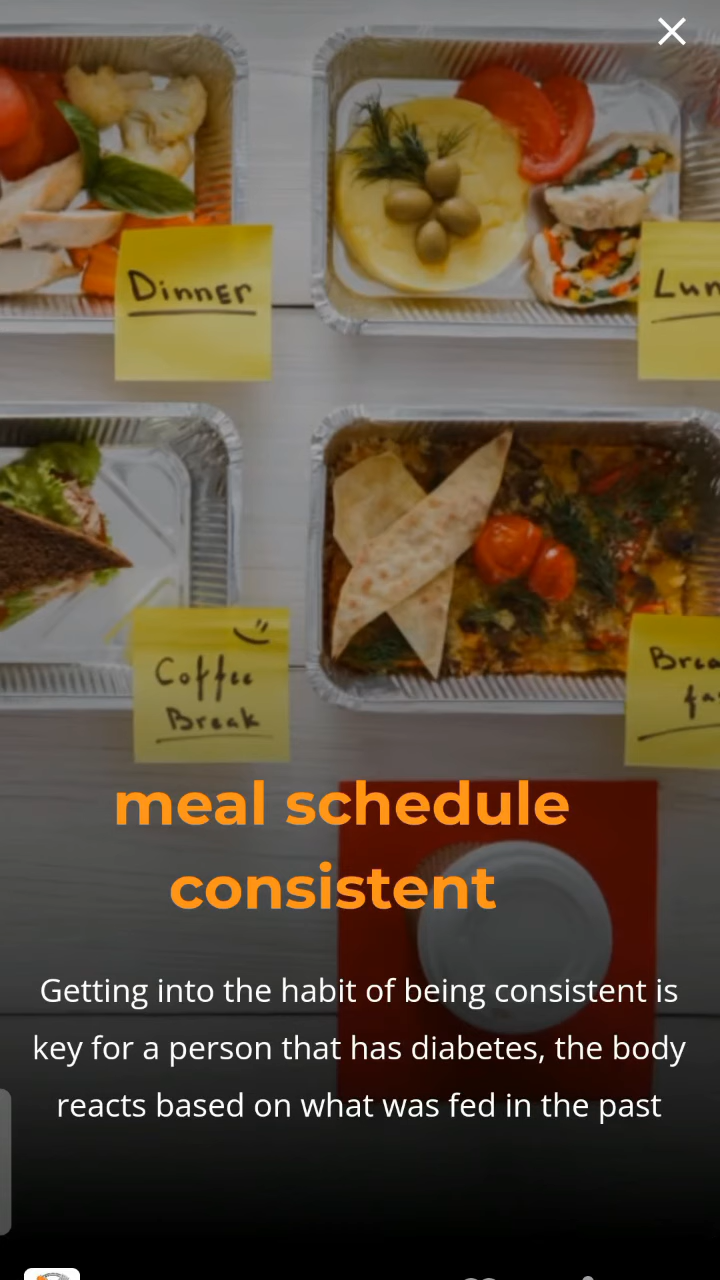 Dinner
Lun
Coffee
Break
Brea
fa
meal schedule
consistent
Getting into the habit of being consistent is
key for a person that has diabetes, the body
reacts based on what was fed in the past